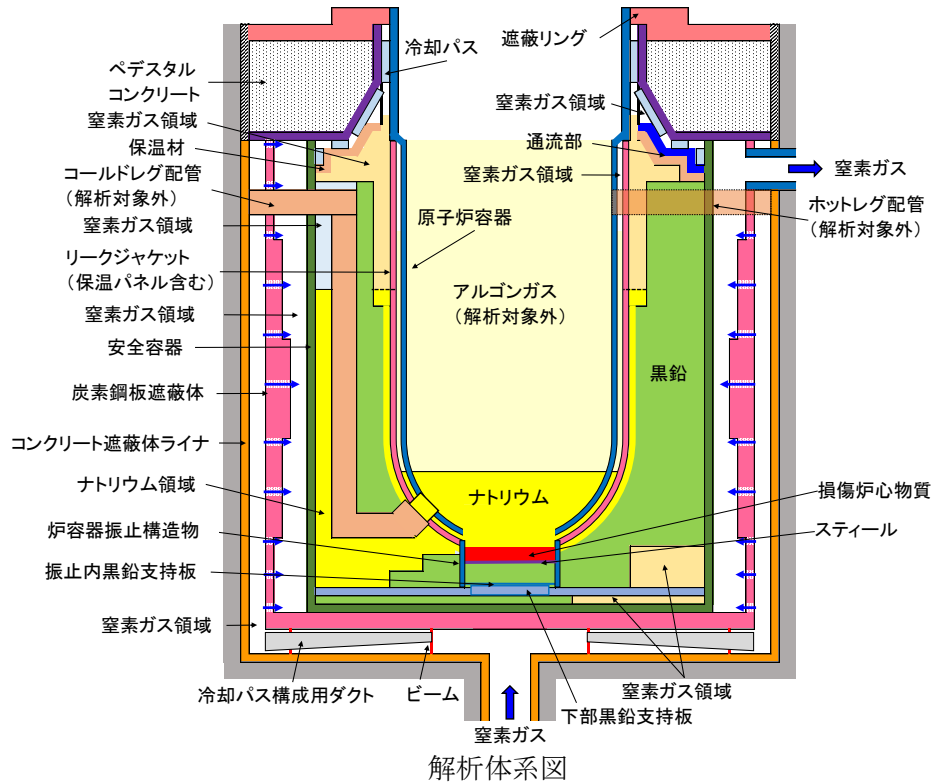 遮蔽リング
冷却パス
ペデスタル
コンクリート
窒素ガス領域
保温材
コールドレグ配管
(解析対象外)
窒素ガス領域
リークジャケット
(保温パネル含む)
窒素ガス領域
安全容器
炭素鋼板遮蔽体
コンクリート遮蔽体ライナ
ナトリウム領域
炉容器振止構造物
振止内黒鉛支持板
窒素ガス領域
冷却パス構成用ダクト
ビーム
窒素ガス
下部黒鉛支持板
窒素ガス領域
窒素ガス領域
通流部
窒素ガス領域
窒素ガス
ホットレグ配管
(解析対象外)
原子炉容器
アルゴンガス
(解析対象外)
黒鉛
ナトリウム
損傷炉心物質
スティール
解析体系図